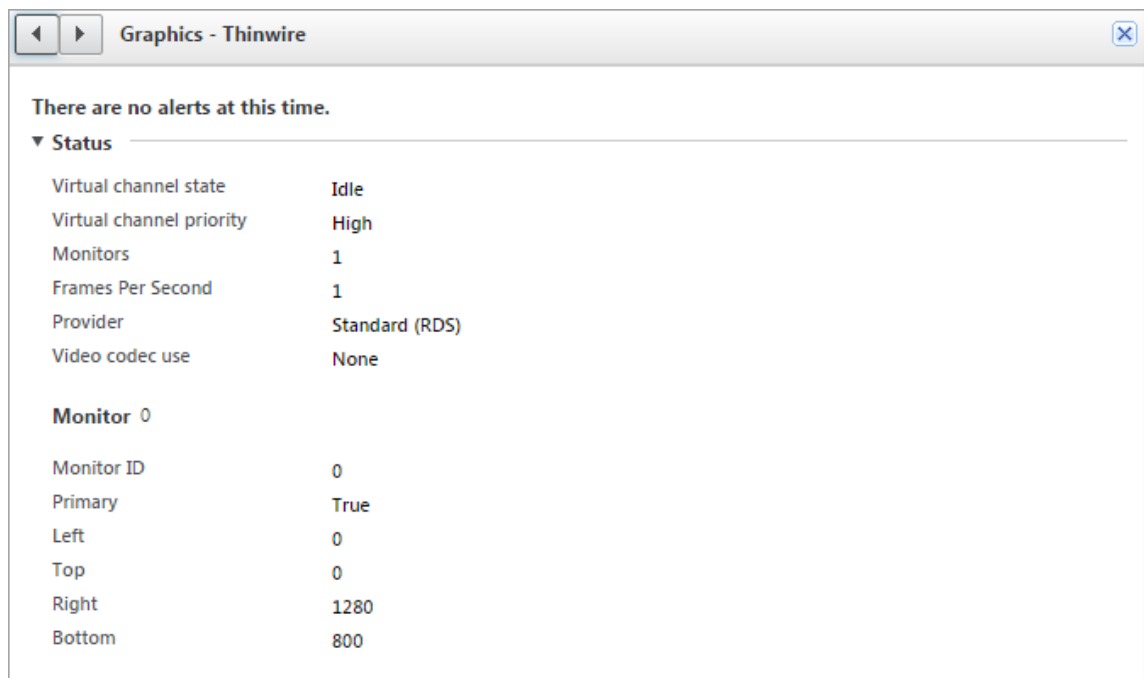 Graphics - Thinwire
There are no alerts at this time.
Status
Virtual channel state Idle
Virtual channel priority High
Monitors 1
Frames Per Second 1
Provider Standard (RDS)
Video codec use None
Monitor 0
Monitor ID 0
Primary True
Left 0
Top 0
Right 1280
Bottom 800